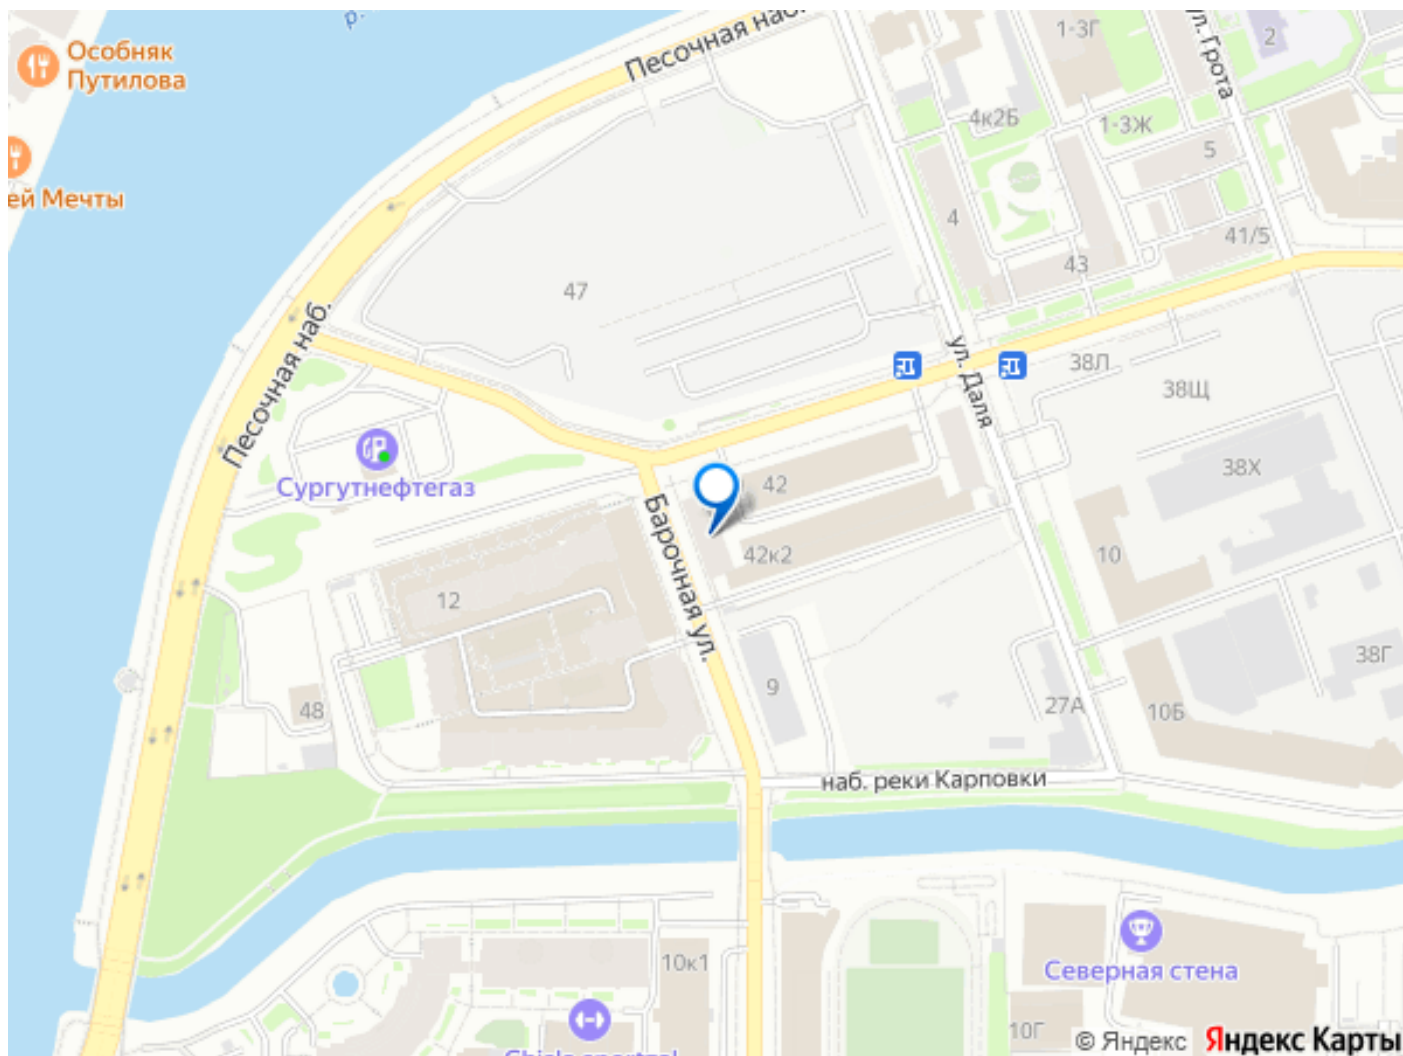 р.
Особняк
Путилова
ей Мечты
Песочная наб.
1-3Г
2
ул. Грота
4к2Б
1-3Ж
5
4
41/5
43
47
Песочная наб.
ул. Даля
38Л
38Щ
38Х
Сургутнефтегаз
42
42к2
Барочная ул.
10
12
38Г
9
48
27А
10Б
наб. реки Карповки
10к1
Северная стена
10Г
© Яндекс Яндекс Карты